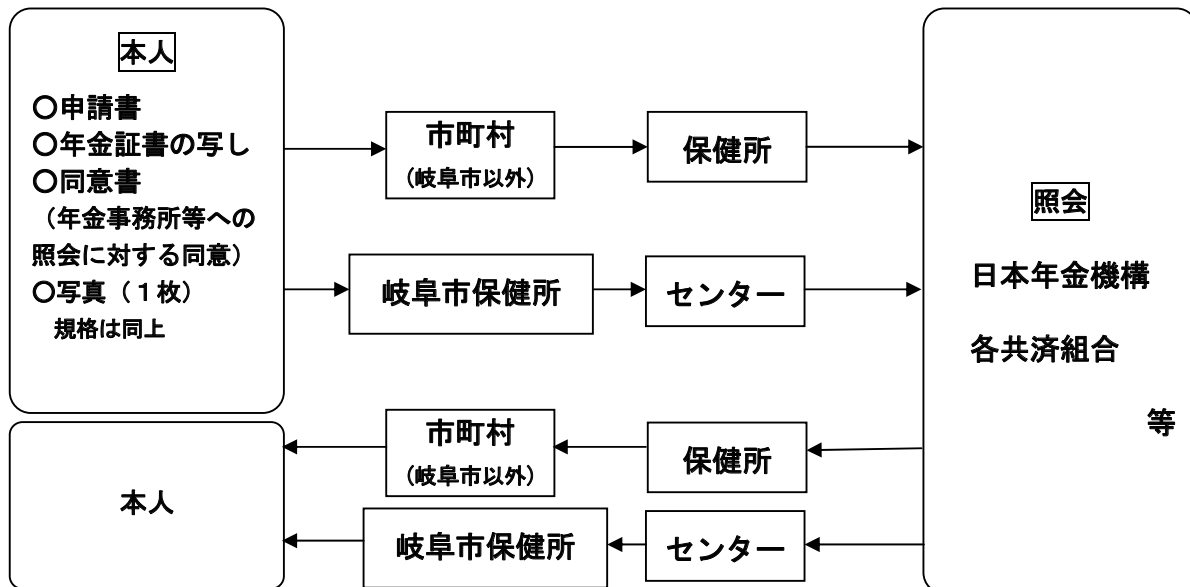 本人
○申請書
○年金証書の写し
○同意書
（年金事務所等への
照会に対する同意）
○写真（１枚）
規格は同上
市町村
（岐阜市以外）
保健所
岐阜市保健所
センター
照会
日本年金機構
各共済組合
等
本人
市町村
（岐阜市以外）
保健所
岐阜市保健所
センター